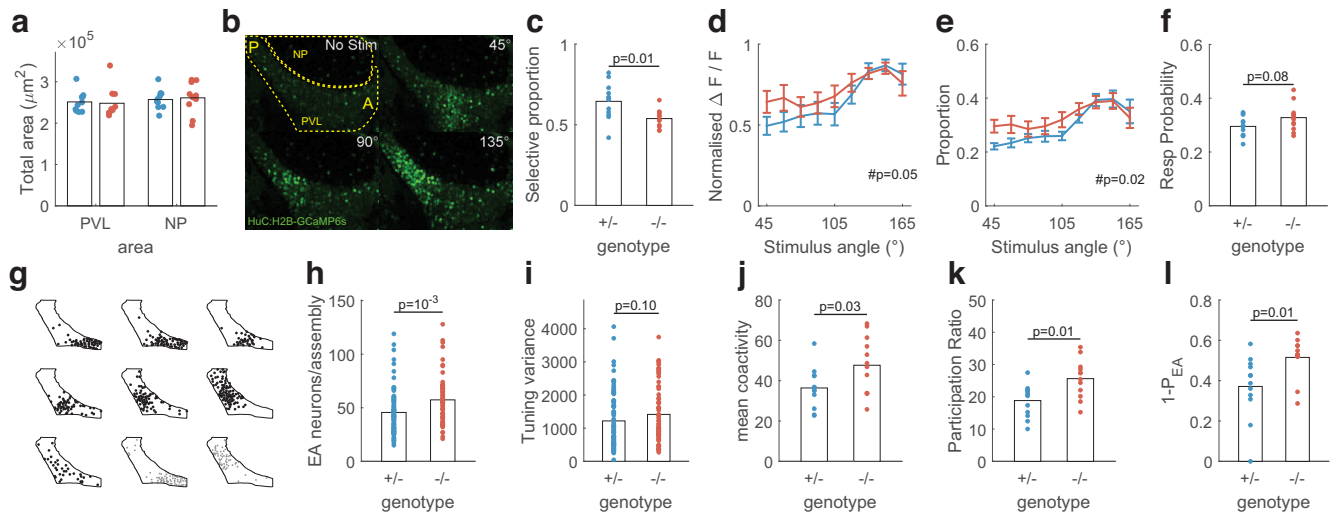 a
× 10⁵
Total area (μm²)
3
2
1
0
PVL
NP
area
b
P
NP
No Stim
45°
A
PVL
90°
135°
HuC:H2B-GCaMP6s
c
Selective proportion
1
0.5
0
p=0.01
+/-
-/-
genotype
d
Normalised Δ F / F
1
0.5
0
#p=0.05
45
105
165
Stimulus angle (°)
e
Proportion
0.6
0.4
0.2
0
#p=0.02
45
105
165
Stimulus angle (°)
f
Resp Probability
0.6
0.4
0.2
0
p=0.08
+/-
-/-
genotype
g
h
EA neurons/assembly
150
100
50
0
p=10⁻³
+/-
-/-
genotype
i
Tuning variance
4000
3000
2000
1000
0
p=0.10
+/-
-/-
genotype
j
mean coactivity
80
60
40
20
0
p=0.03
+/-
-/-
genotype
k
Participation Ratio
50
40
30
20
10
0
p=0.01
+/-
-/-
genotype
l
1-P_EA
0.8
0.6
0.4
0.2
0
p=0.01
+/-
-/-
genotype